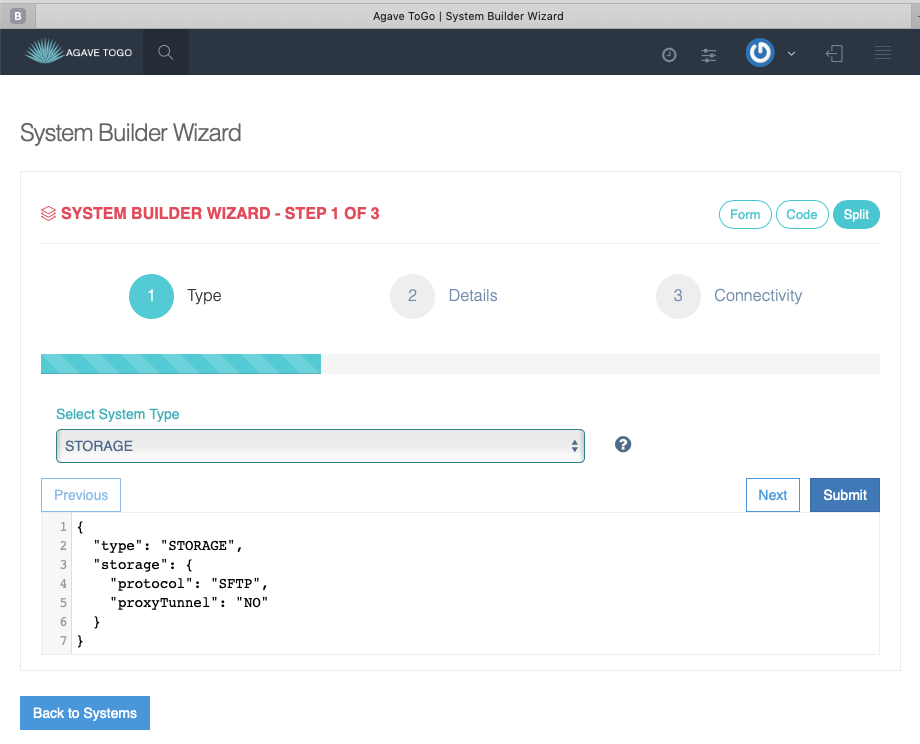 B
Agave ToGo | System Builder Wizard
AGAVE TOGO
System Builder Wizard
SYSTEM BUILDER WIZARD - STEP 1 OF 3
Form Code Split
1 Type 2 Details 3 Connectivity
Select System Type
STORAGE
?
Previous Next Submit
1 {
2   "type": "STORAGE",
3   "storage": {
4     "protocol": "SFTP",
5     "proxyTunnel": "NO"
6   }
7 }
Back to Systems